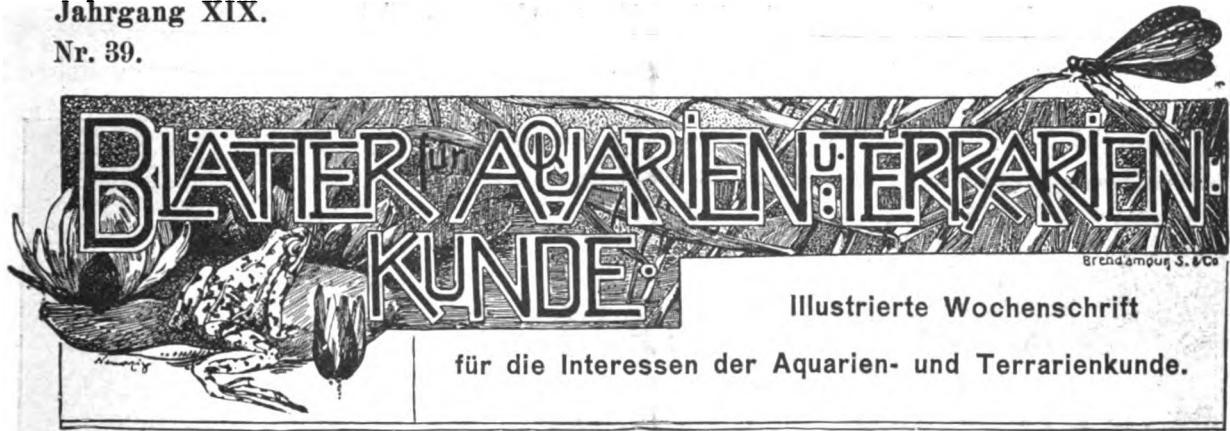 Jahrgang XIX.
Nr. 39.
BLÄTTER für AQUARIEN u. TERRARIEN:
KUNDE:
Brend'amour, S. & Co
Illustrierte Wochenschrift
für die Interessen der Aquarien- und Terrarienkunde.